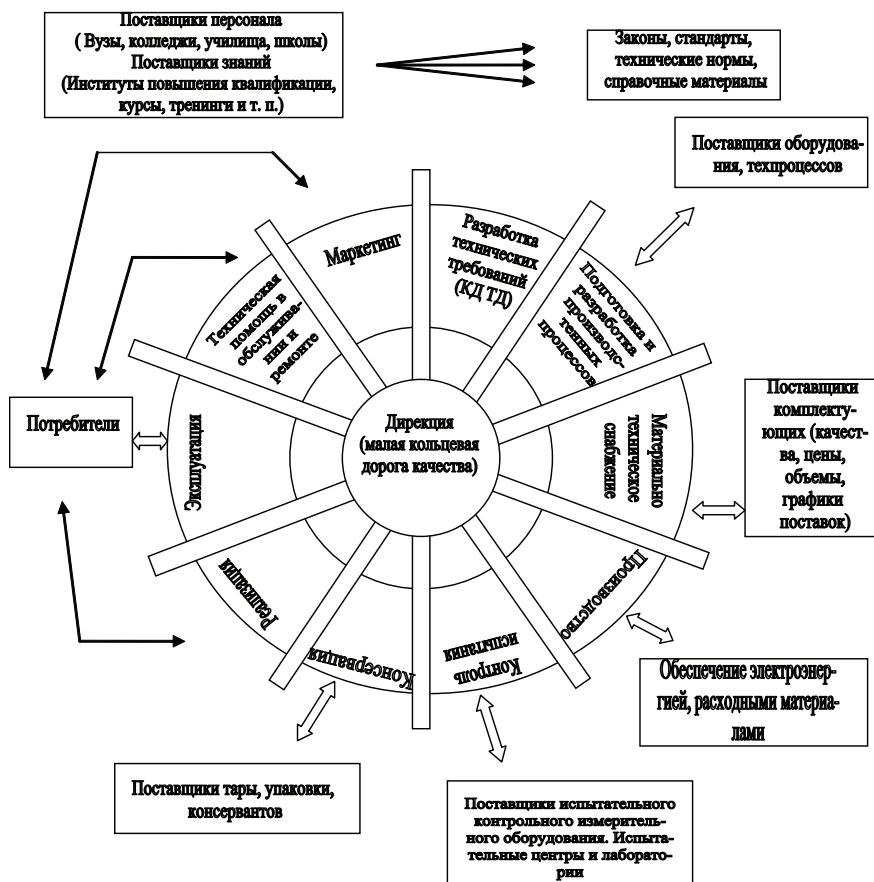 Поставщики персонала
( Вузы, колледжи, училища, школы)
Поставщики знаний
(Институты повышения квалификации,
курсы, тренинги и т. п.)
Законы, стандарты,
технические нормы,
справочные материалы
Поставщики оборудова-
ния, техпроцессов
Маркетинг
Разработка
технических
требований
(КД ТД)
Подготовка и
разработка
производс-
тенных
процессов
Техническая
помощь в
обслужива-
нии и
ремонте
Потребители
Эксплуатации
Дирекция
(малая кольцевая
дорога качества)
Материально
техническое
снабжение
Поставщики
комплекту-
ющих (качест-
ва, цены,
объемы,
графики
поставок)
Реализация
Консервация
Контроль
испытания
Производство
Обеспечение электроэнер-
гией, расходными материа-
лами
Поставщики тары, упаковки,
консервантов
Поставщики испытательного
контрольного измеритель-
ного оборудования. Испыта-
тельные центры и лаборато-
рии